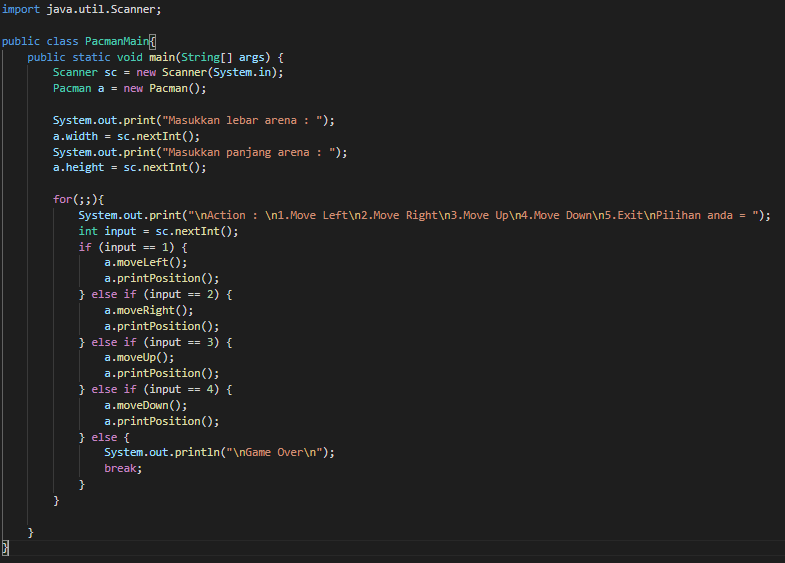 import java.util.Scanner;
public class PacmanMain{
public static void main(String[] args) {
Scanner sc = new Scanner(System.in);
Pacman a = new Pacman();
System.out.print("Masukkan lebar arena : ");
a.width = sc.nextInt();
System.out.print("Masukkan panjang arena : ");
a.height = sc.nextInt();
for(;;){
System.out.print("\nAction : \n1.Move Left\n2.Move Right\n3.Move Up\n4.Move Down\n5.Exit\nPilihan anda = ");
int input = sc.nextInt();
if (input == 1) {
a.moveLeft();
a.printPosition();
} else if (input == 2) {
a.moveRight();
a.printPosition();
} else if (input == 3) {
a.moveUp();
a.printPosition();
} else if (input == 4) {
a.moveDown();
a.printPosition();
} else {
System.out.println("\nGame Over\n");
break;
}
}
}
}